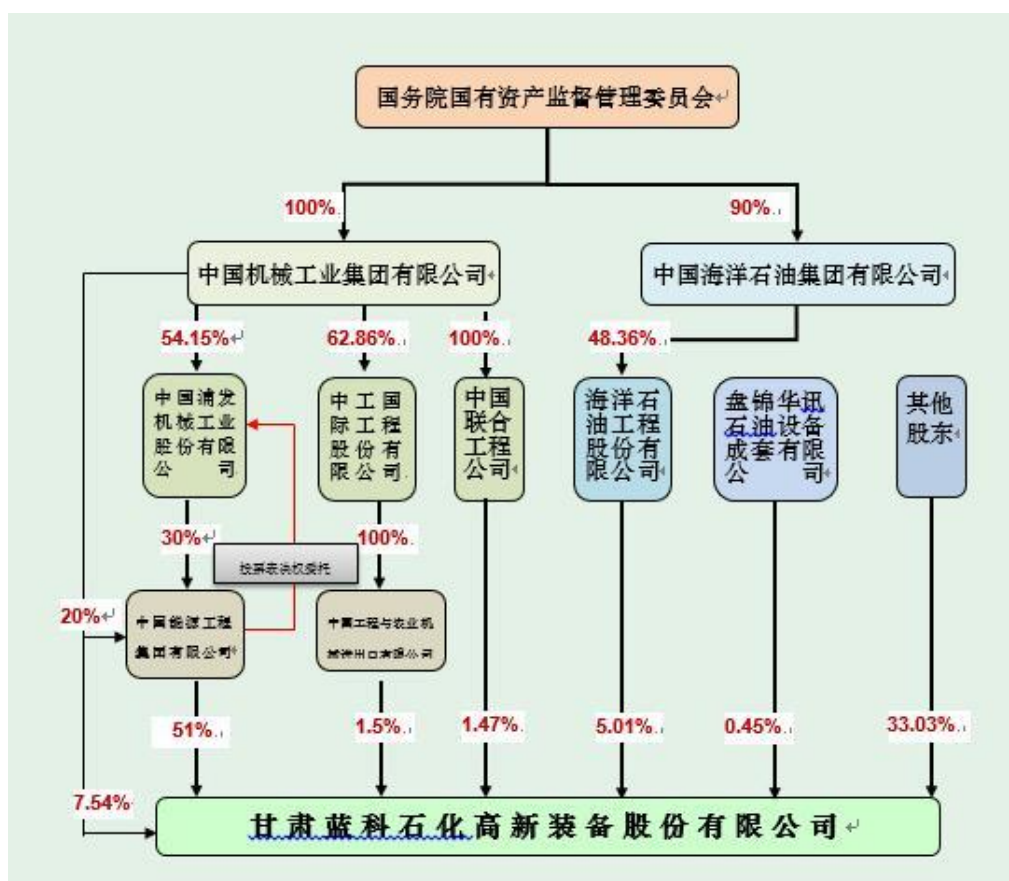 国务院国有资产监督管理委员会
100%
90%
中国机械工业集团有限公司
中国海洋石油集团有限公司
54.15%
62.86%
100%
48.36%
中国浦发
机械工业
股份有限
公司
中工国
际工程
股份有
限公司
中国
联合
工程
公司
海洋石
油工程
股份有
限公司
盘锦华讯
石油设备
成套有限
公司
其他
股东
30%
100%
投票表决权委托
20%
中国能源工程
集团有限公司
中国工程与农业机
械进出口有限公司
51%
1.5%
1.47%
5.01%
0.45%
33.03%
7.54%
甘肃蓝科石化高新装备股份有限公司